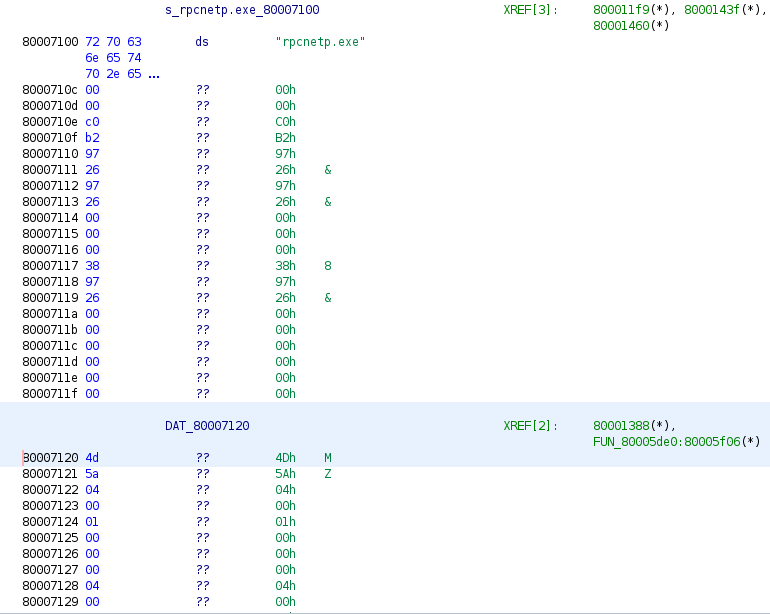 s_rpcnetp.exe_80007100 XREF[3]: 800011f9(*), 8000143f(*),
80001460(*)
80007100 72 70 63 ds "rpcnetp.exe"
6e 65 74
70 2e 65 ...
8000710c 00 ?? 00h
8000710d 00 ?? 00h
8000710e c0 ?? C0h
8000710f b2 ?? B2h
80007110 97 ?? 97h
80007111 26 ?? 26h &
80007112 97 ?? 97h
80007113 26 ?? 26h &
80007114 00 ?? 00h
80007115 00 ?? 00h
80007116 00 ?? 00h
80007117 38 ?? 38h 8
80007118 97 ?? 97h
80007119 26 ?? 26h &
8000711a 00 ?? 00h
8000711b 00 ?? 00h
8000711c 00 ?? 00h
8000711d 00 ?? 00h
8000711e 00 ?? 00h
8000711f 00 ?? 00h
DAT_80007120 XREF[2]: 80001388(*),
FUN_80005de0:80005f06(*)
80007120 4d ?? 4Dh M
80007121 5a ?? 5Ah Z
80007122 04 ?? 04h
80007123 00 ?? 00h
80007124 01 ?? 01h
80007125 00 ?? 00h
80007126 00 ?? 00h
80007127 00 ?? 00h
80007128 04 ?? 04h
80007129 00 ?? 00h